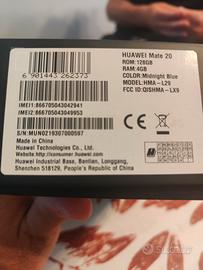 HUAWEI Mate 20
ROM:128GB
RAM:4GB
COLOR:Midnight Blue
MODEL:HMA-L29
FCC ID:QISHMA-LX9
6 901443 262373
IMEI1:866705043042941
IMEI2:866705043049953
S/N:MUN0219307000597
Made in China
Huawei Technologies Co., Ltd.
http://consumer.huawei.com
Huawei Industrial Base, Bantian, Longgang,
Shenzhen 518129, People's Republic of China
CE
subito